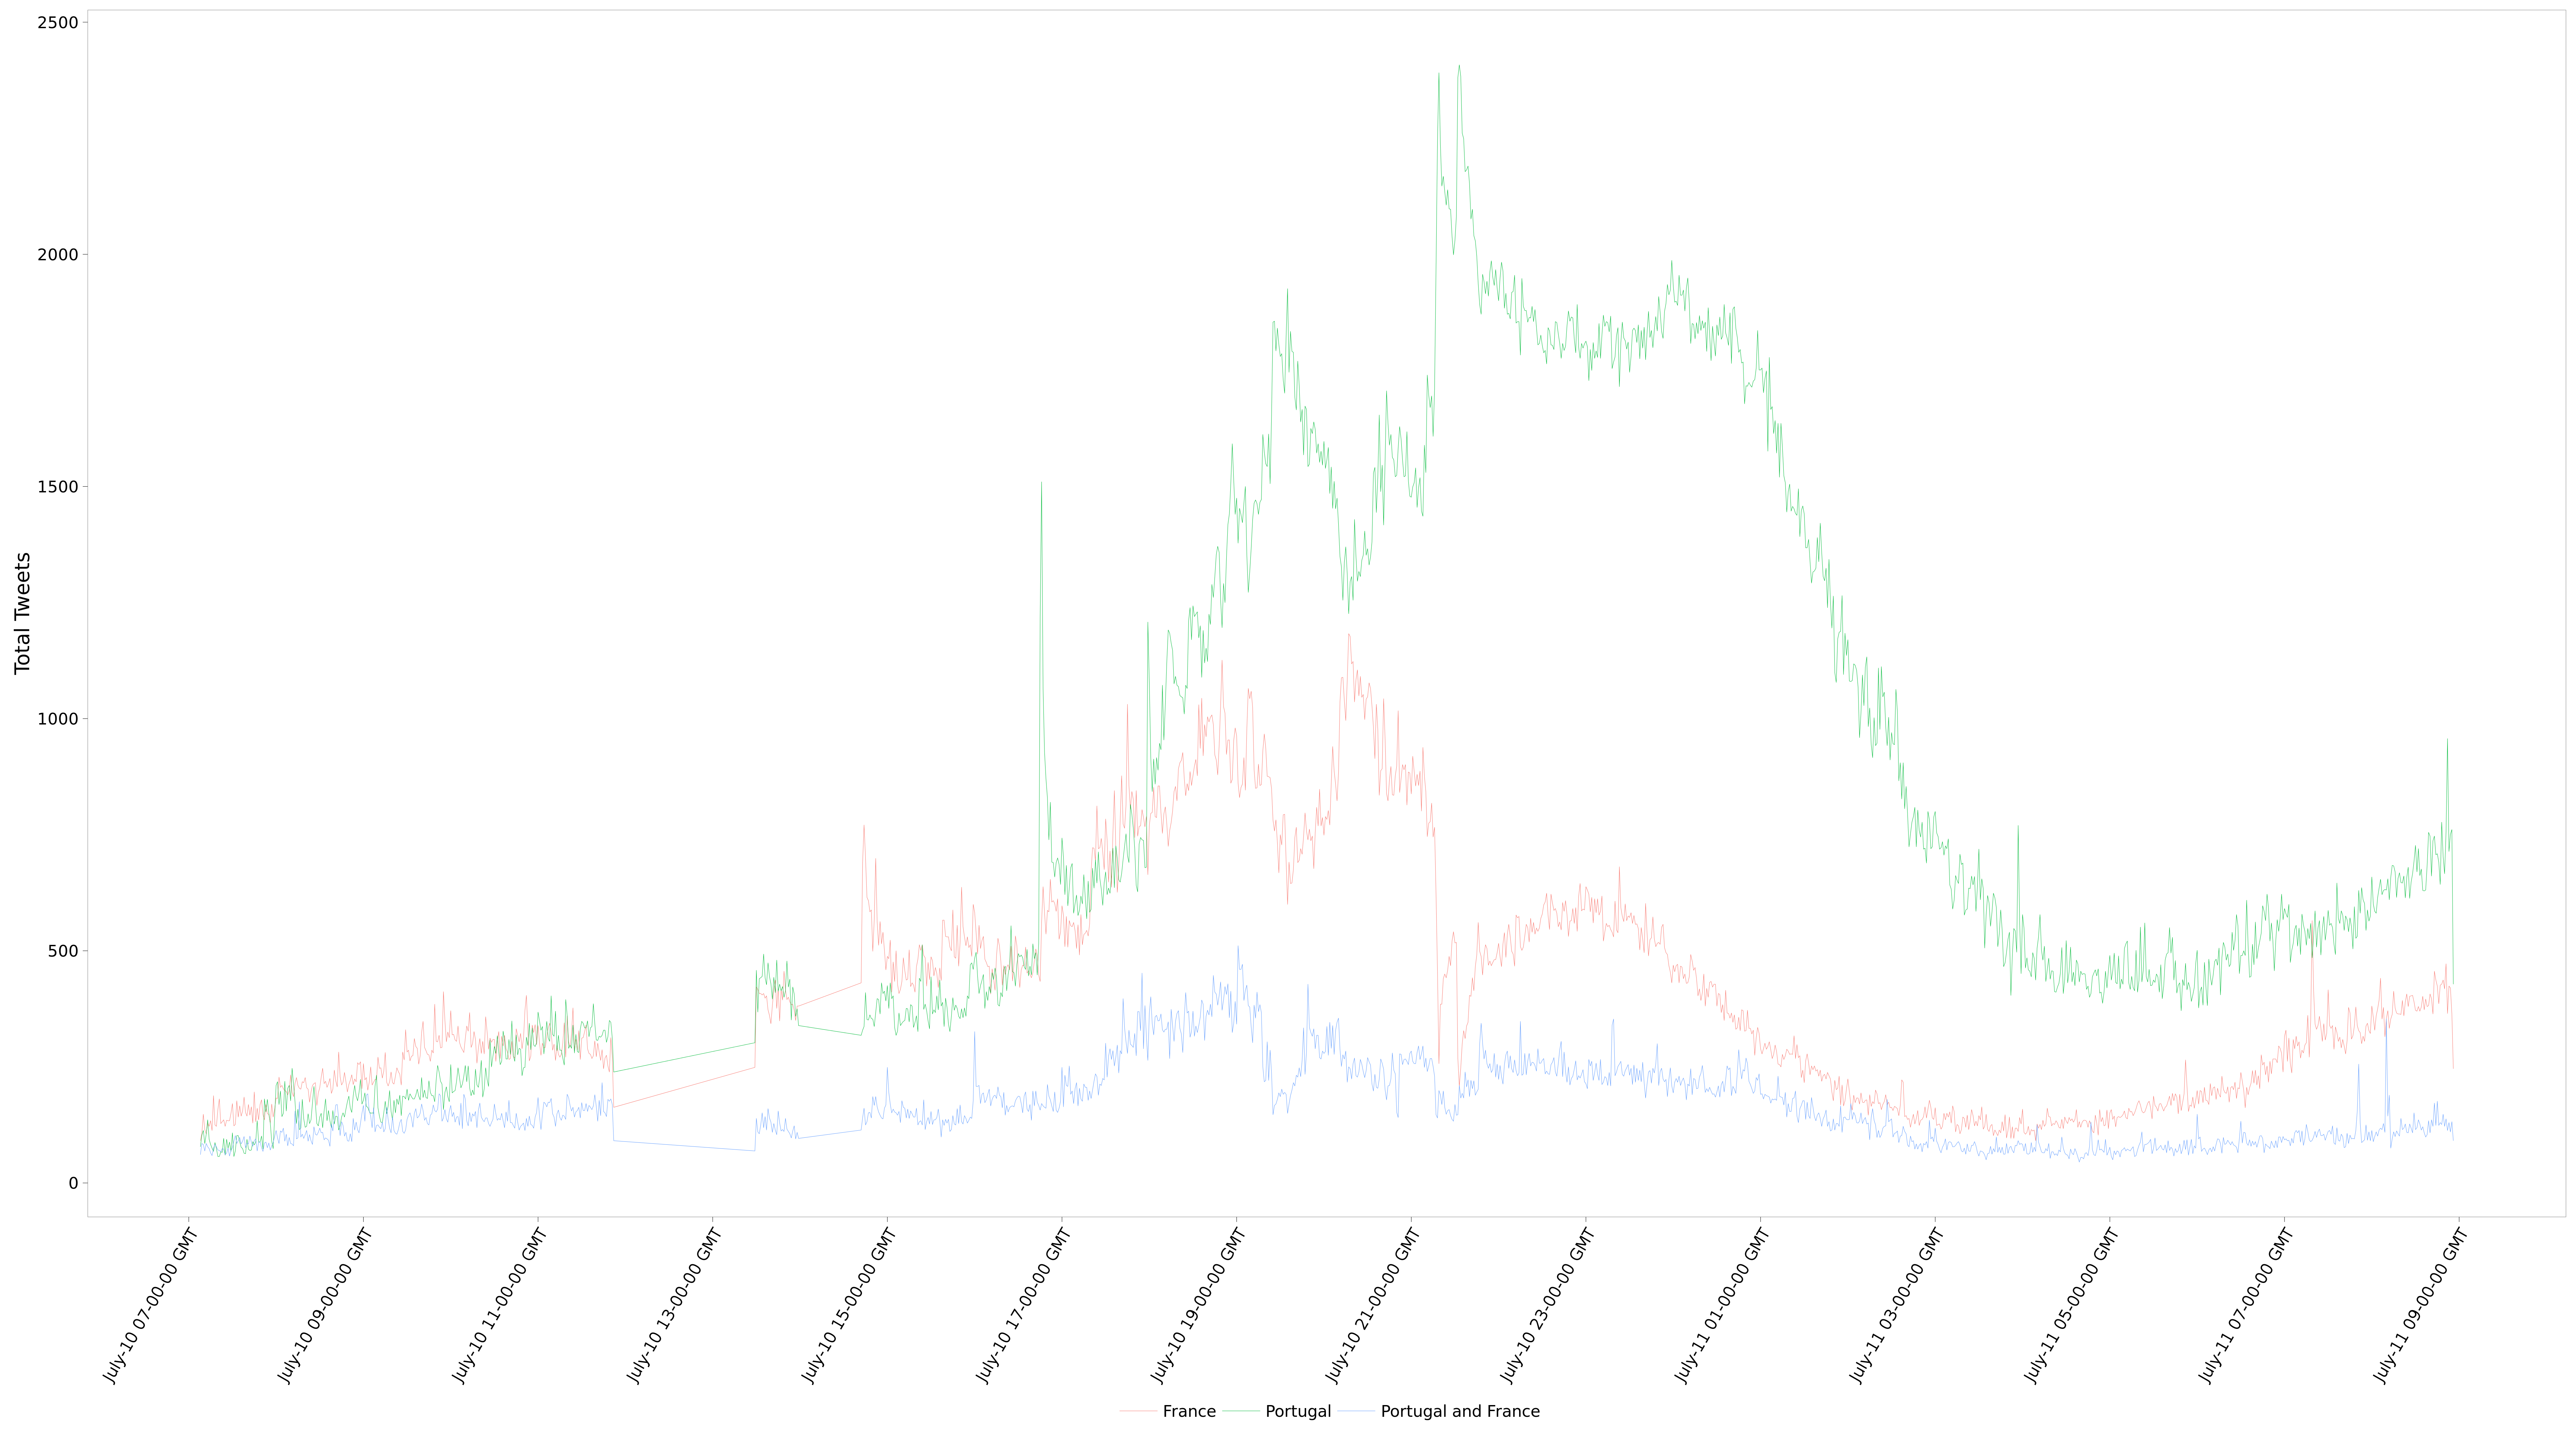 2500
2000
1500
1000
500
0
Total Tweets
July-10 07-00-00 GMT
July-10 09-00-00 GMT
July-10 11-00-00 GMT
July-10 13-00-00 GMT
July-10 15-00-00 GMT
July-10 17-00-00 GMT
July-10 19-00-00 GMT
July-10 21-00-00 GMT
July-10 23-00-00 GMT
July-11 01-00-00 GMT
July-11 03-00-00 GMT
July-11 05-00-00 GMT
July-11 07-00-00 GMT
July-11 09-00-00 GMT
France Portugal Portugal and France